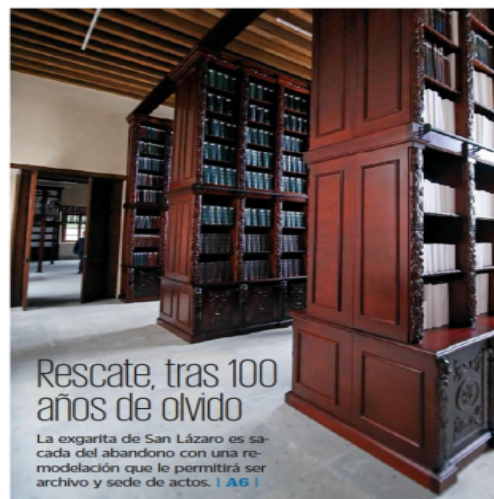 Rescate, tras 100
años de olvido
La exgarita de San Lázaro es sa-
cada del abandono con una re-
modelación que le permitirá ser
archivo y sede de actos. | A6 |